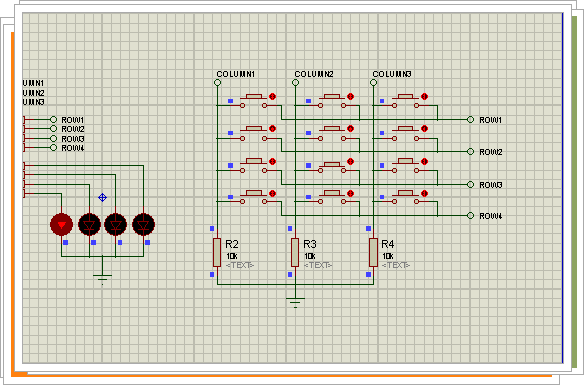 COLUMN1 COLUMN2 COLUMN3
UMN1
UMN2
UMN3
ROW1
ROW2
ROW3
ROW4
ROW1
ROW2
ROW3
ROW4
R2
10k
<TEXT>
R3
10k
<TEXT>
R4
10k
<TEXT>